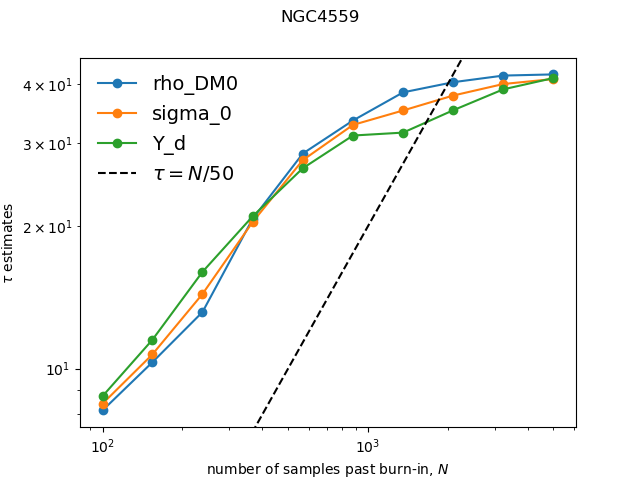 NGC4559
rho_DM0
sigma_0
Y_d
τ = N/50
4 × 10¹
3 × 10¹
2 × 10¹
10¹
τ estimates
10² 10³
number of samples past burn-in, N